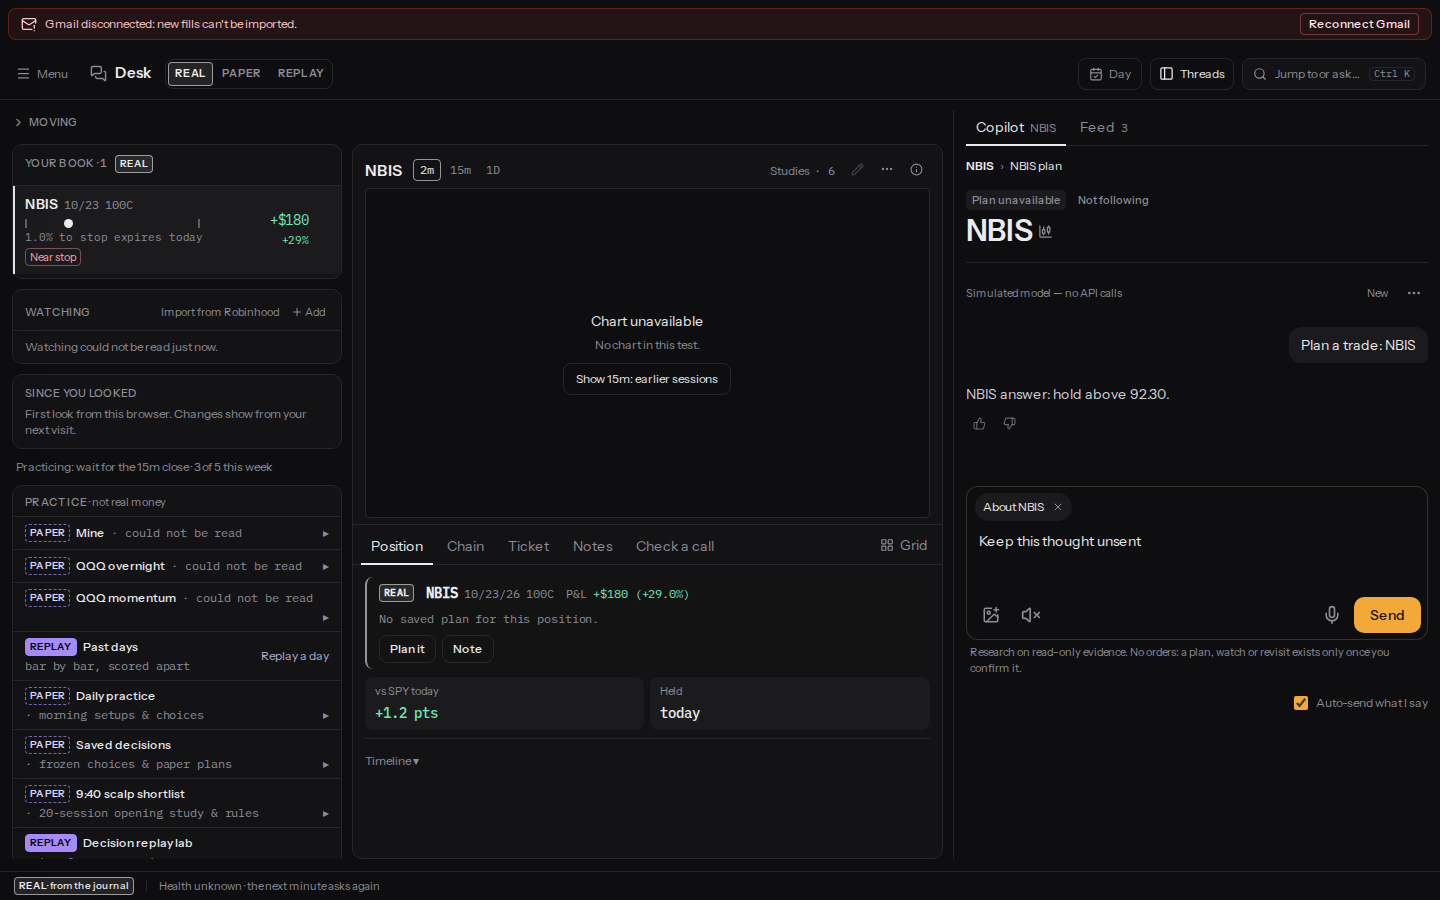 Gmail disconnected: new fills can't be imported.
Reconnect Gmail
Menu
Desk
REAL PAPER REPLAY
Day
Threads
Jump to or ask... Ctrl K
MOVING
YOUR BOOK · 1 REAL
NBIS 10/23 100C
+$180
1.0% to stop expires today
+29%
Near stop
WATCHING
Import from Robinhood
Add
Watching could not be read just now.
SINCE YOU LOOKED
First look from this browser. Changes show from your
next visit.
Practicing: wait for the 15m close · 3 of 5 this week
PRACTICE · not real money
PAPER Mine · could not be read
PAPER QQQ overnight · could not be read
PAPER QQQ momentum · could not be read
REPLAY Past days
bar by bar, scored apart
Replay a day
PAPER Daily practice
· morning setups & choices
PAPER Saved decisions
· frozen choices & paper plans
PAPER 9:40 scalp shortlist
· 20-session opening study & rules
REPLAY Decision replay lab
NBIS 2m 15m 1D
Studies · 6
Chart unavailable
No chart in this test.
Show 15m: earlier sessions
Position Chain Ticket Notes Check a call
Grid
REAL NBIS 10/23/26 100C P&L +$180 (+29.0%)
No saved plan for this position.
Plan it
Note
vs SPY today
+1.2 pts
Held
today
Timeline ▾
Copilot NBIS
Feed 3
NBIS › NBIS plan
Plan unavailable
Not following
NBIS
Simulated model — no API calls
New
Plan a trade: NBIS
NBIS answer: hold above 92.30.
About NBIS
Keep this thought unsent
Send
Research on read-only evidence. No orders: a plan, watch or revisit exists only once you
confirm it.
Auto-send what I say
REAL · from the journal
Health unknown · the next minute asks again